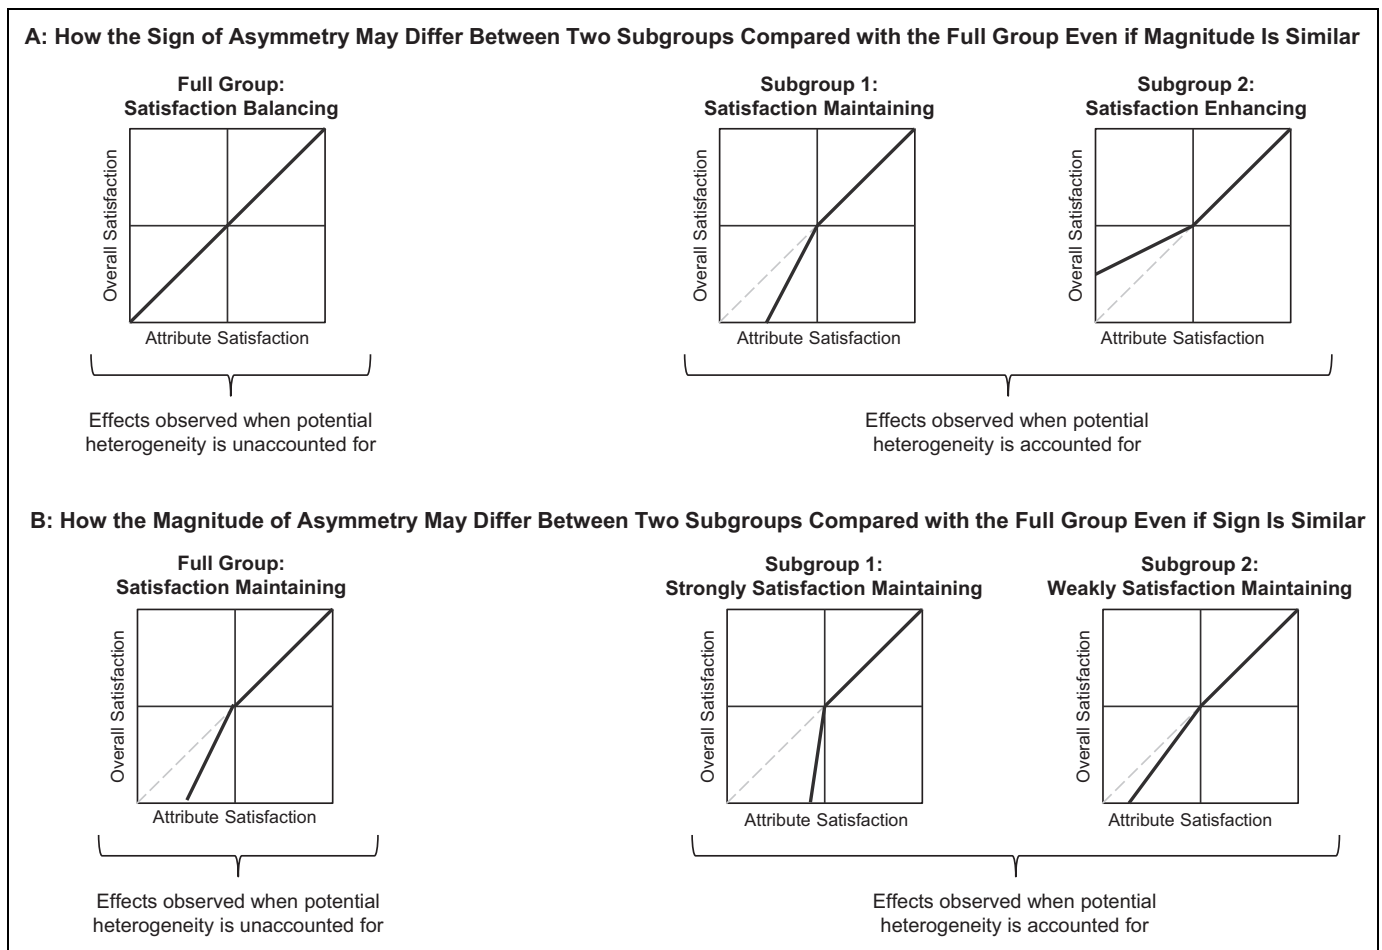 A: How the Sign of Asymmetry May Differ Between Two Subgroups Compared with the Full Group Even if Magnitude Is Similar
Full Group:
Satisfaction Balancing
Overall Satisfaction
Attribute Satisfaction
Effects observed when potential
heterogeneity is unaccounted for
Subgroup 1:
Satisfaction Maintaining
Overall Satisfaction
Attribute Satisfaction
Subgroup 2:
Satisfaction Enhancing
Overall Satisfaction
Attribute Satisfaction
Effects observed when potential
heterogeneity is accounted for
B: How the Magnitude of Asymmetry May Differ Between Two Subgroups Compared with the Full Group Even if Sign Is Similar
Full Group:
Satisfaction Maintaining
Overall Satisfaction
Attribute Satisfaction
Effects observed when potential
heterogeneity is unaccounted for
Subgroup 1:
Strongly Satisfaction Maintaining
Overall Satisfaction
Attribute Satisfaction
Subgroup 2:
Weakly Satisfaction Maintaining
Overall Satisfaction
Attribute Satisfaction
Effects observed when potential
heterogeneity is accounted for